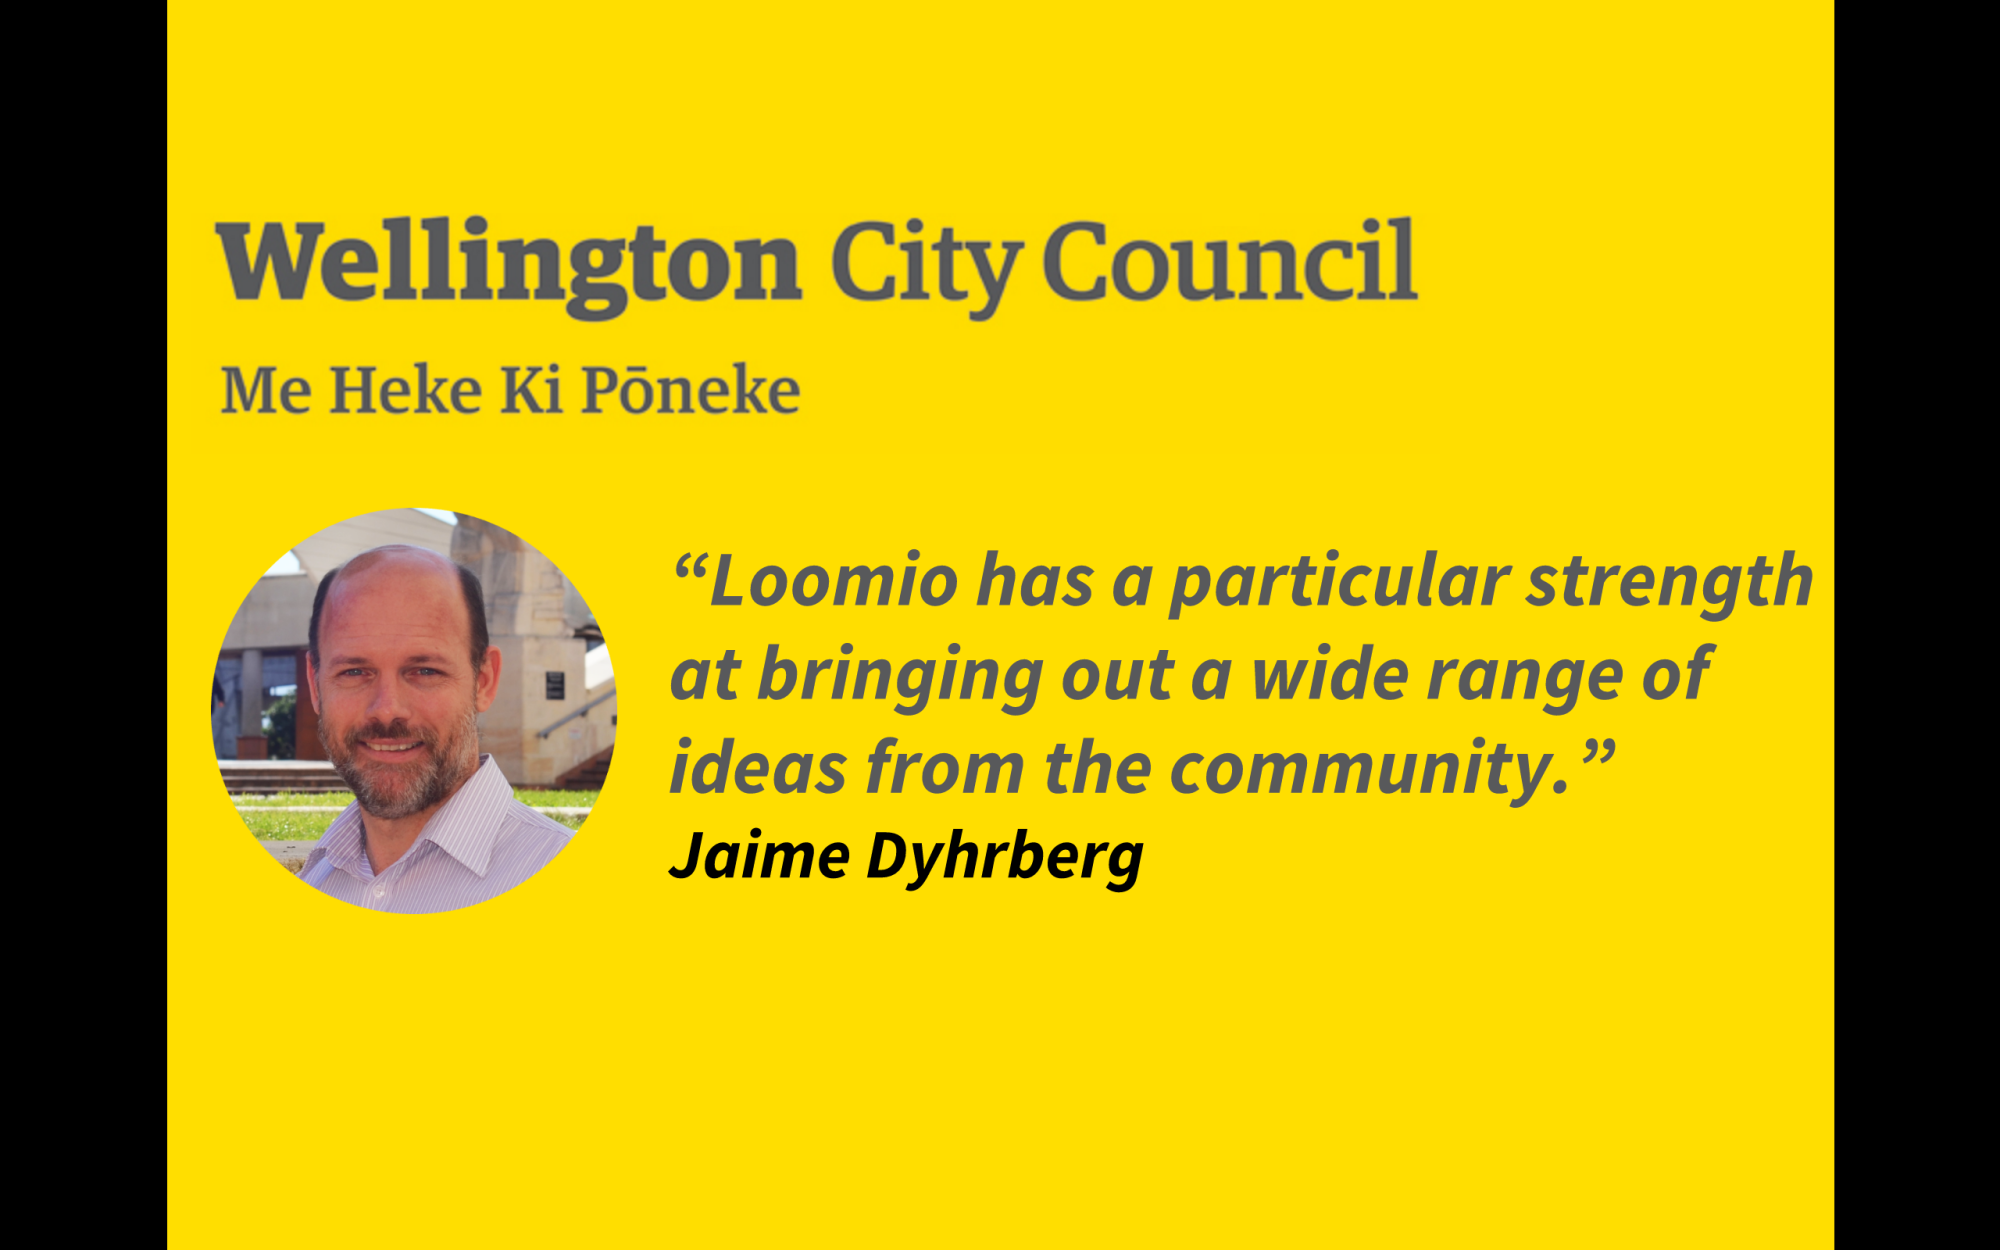 Wellington City Council
Me Heke Ki Pōneke
“Loomio has a particular strength
at bringing out a wide range of
ideas from the community.”
Jaime Dyhrberg